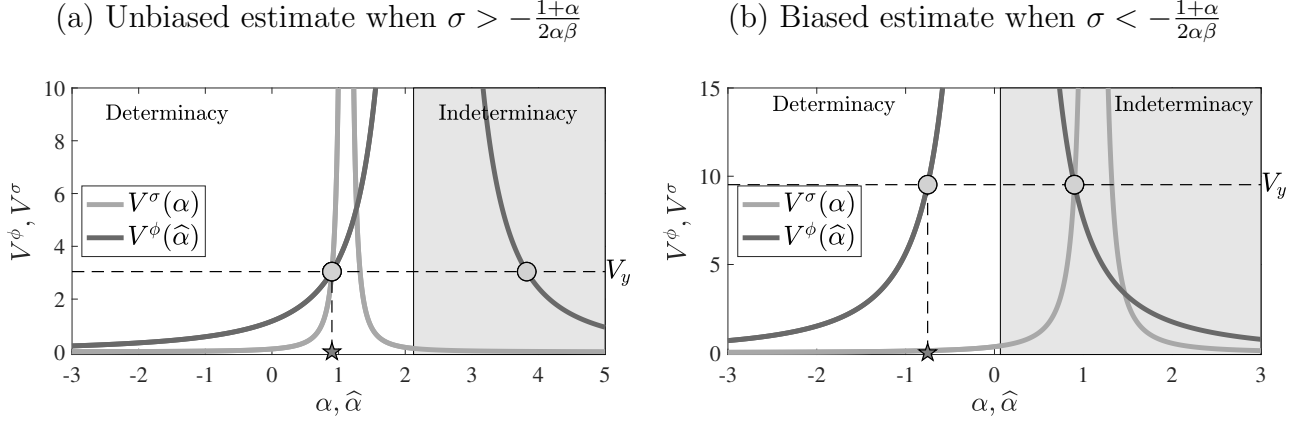 (a) Unbiased estimate when σ > −(1+α)/(2αβ)
10
8
6
4
2
0
V^ϕ, V^σ
Determinacy
Indeterminacy
V^σ(α)
V^ϕ(α̂)
V_y
-3 -2 -1 0 1 2 3 4 5
α, α̂
(b) Biased estimate when σ < −(1+α)/(2αβ)
15
10
5
0
V^ϕ, V^σ
Determinacy
Indeterminacy
V^σ(α)
V^ϕ(α̂)
V_y
-3 -2 -1 0 1 2 3
α, α̂